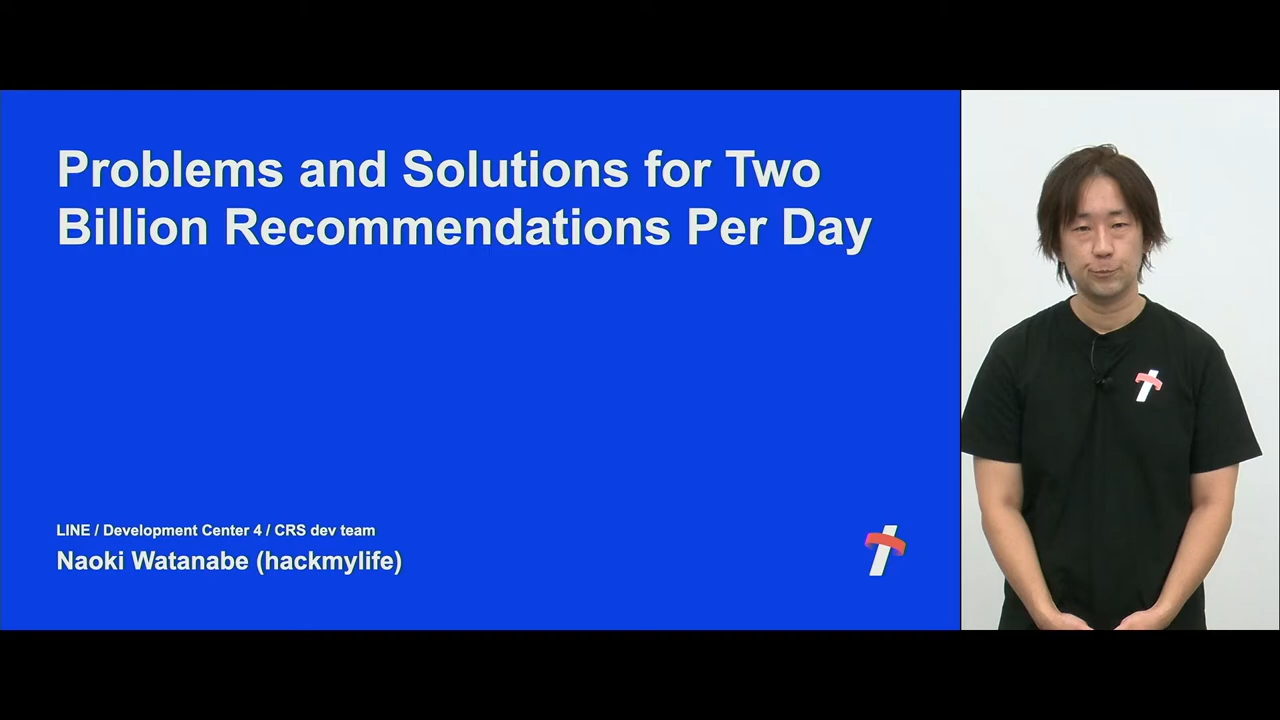 Problems and Solutions for Two
Billion Recommendations Per Day
LINE / Development Center 4 / CRS dev team
Naoki Watanabe (hackmylife)